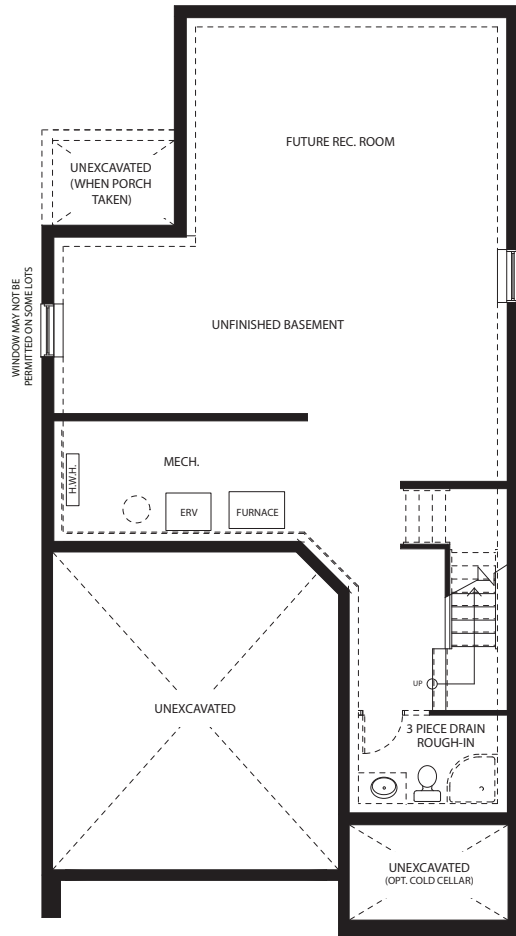 FUTURE REC. ROOM
UNEXCAVATED
(WHEN PORCH
TAKEN)
WINDOW MAY NOT BE
PERMITTED ON SOME LOTS
UNFINISHED BASEMENT
MECH.
H.W.H.
ERV
FURNACE
UP
UNEXCAVATED
3 PIECE DRAIN
ROUGH-IN
UNEXCAVATED
(OPT. COLD CELLAR)